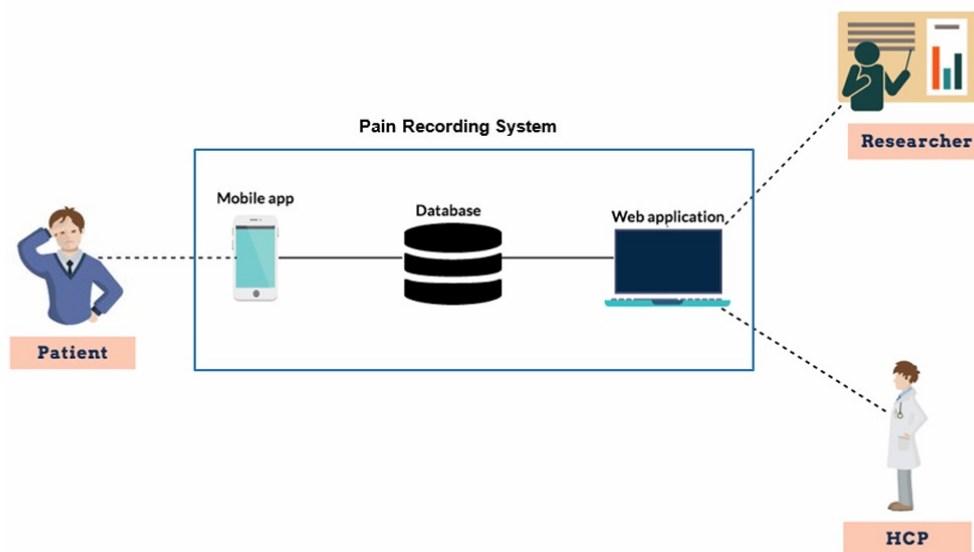 Pain Recording System
Researcher
Mobile app
Database
Web application
Patient
HCP